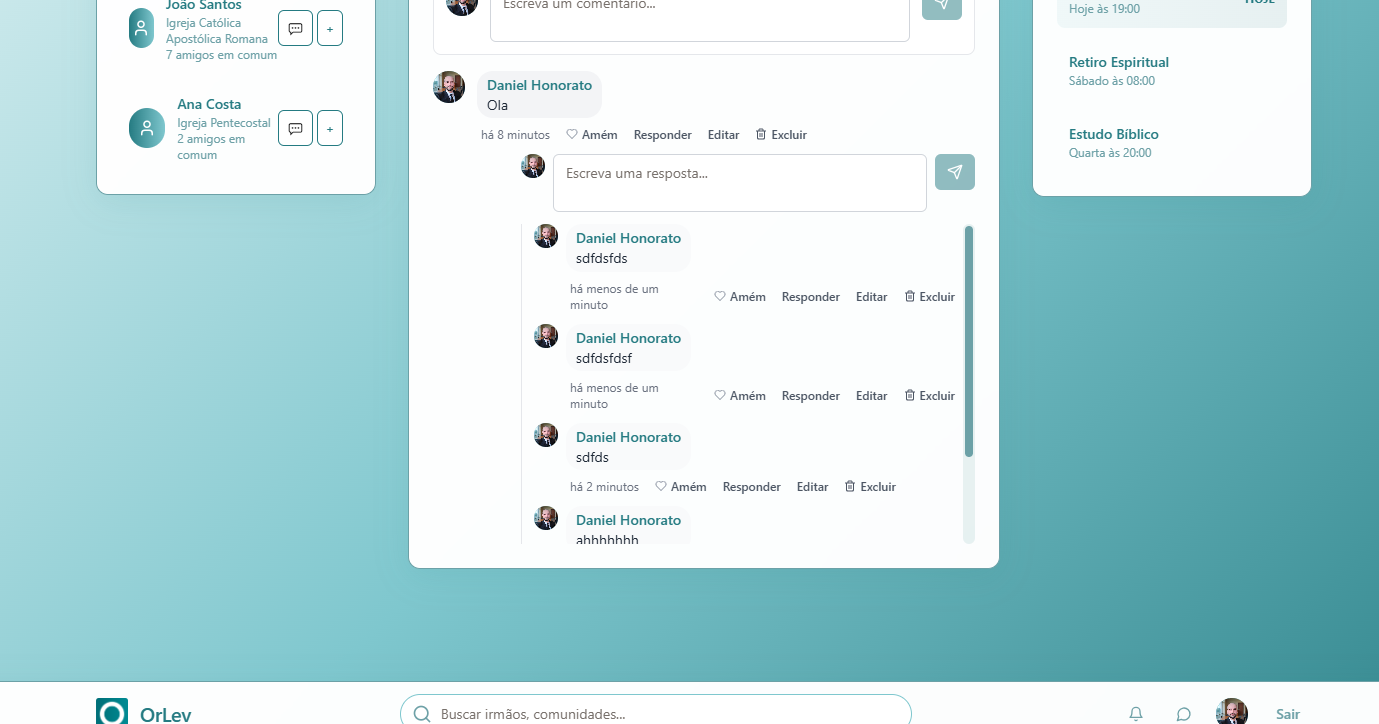 João Santos
Igreja Católica
Apostólica Romana
7 amigos em comum
+
Ana Costa
Igreja Pentecostal
2 amigos em
comum
+
Escreva um comentário...
Daniel Honorato
Ola
há 8 minutos Amém Responder Editar Excluir
Escreva uma resposta...
Daniel Honorato
sdfdsfds
há menos de um
minuto
Amém Responder Editar Excluir
Daniel Honorato
sdfdsfdsf
há menos de um
minuto
Amém Responder Editar Excluir
Daniel Honorato
sdfds
há 2 minutos Amém Responder Editar Excluir
Daniel Honorato
ahhhhhhh
Hoje às 19:00
HOJE
Retiro Espiritual
Sábado às 08:00
Estudo Bíblico
Quarta às 20:00
OrLev
Buscar irmãos, comunidades...
Sair